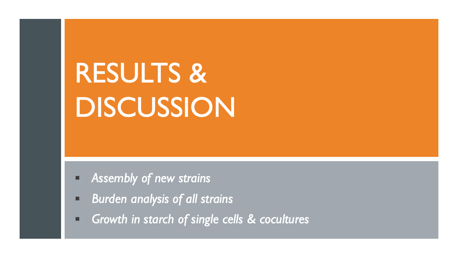 RESULTS &
DISCUSSION
▪ Assembly of new strains
▪ Burden analysis of all strains
▪ Growth in starch of single cells & cocultures